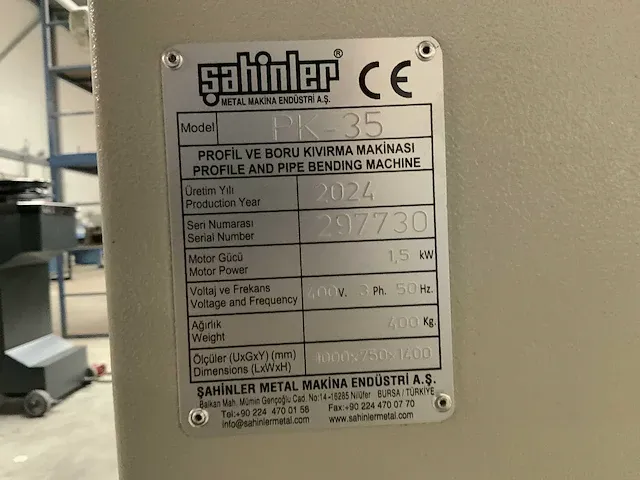 şahinler®
CE
METAL MAKİNA ENDÜSTRİ A.Ş.
Model PK-35
PROFİL VE BORU KIVIRMA MAKİNASI
PROFILE AND PIPE BENDING MACHINE
Üretim Yılı
Production Year 2024
Seri Numarası
Serial Number 297730
Motor Gücü
Motor Power 1,5 kW
Voltaj ve Frekans
Voltage and Frequency 400 V. 3 Ph. 50 Hz.
Ağırlık
Weight 400 Kg.
Ölçüler (UxGxY) (mm)
Dimensions (LxWxH) 1000x750x1400
ŞAHİNLER METAL MAKİNA ENDÜSTRİ A.Ş.
Balkan Mah. Mümin Gençoğlu Cad. No:14 -16285 Nilüfer BURSA / TÜRKİYE
Tel:+90 224 470 01 58 Fax:+90 224 470 07 70
info@sahinlermetal.com www.sahinlermetal.com